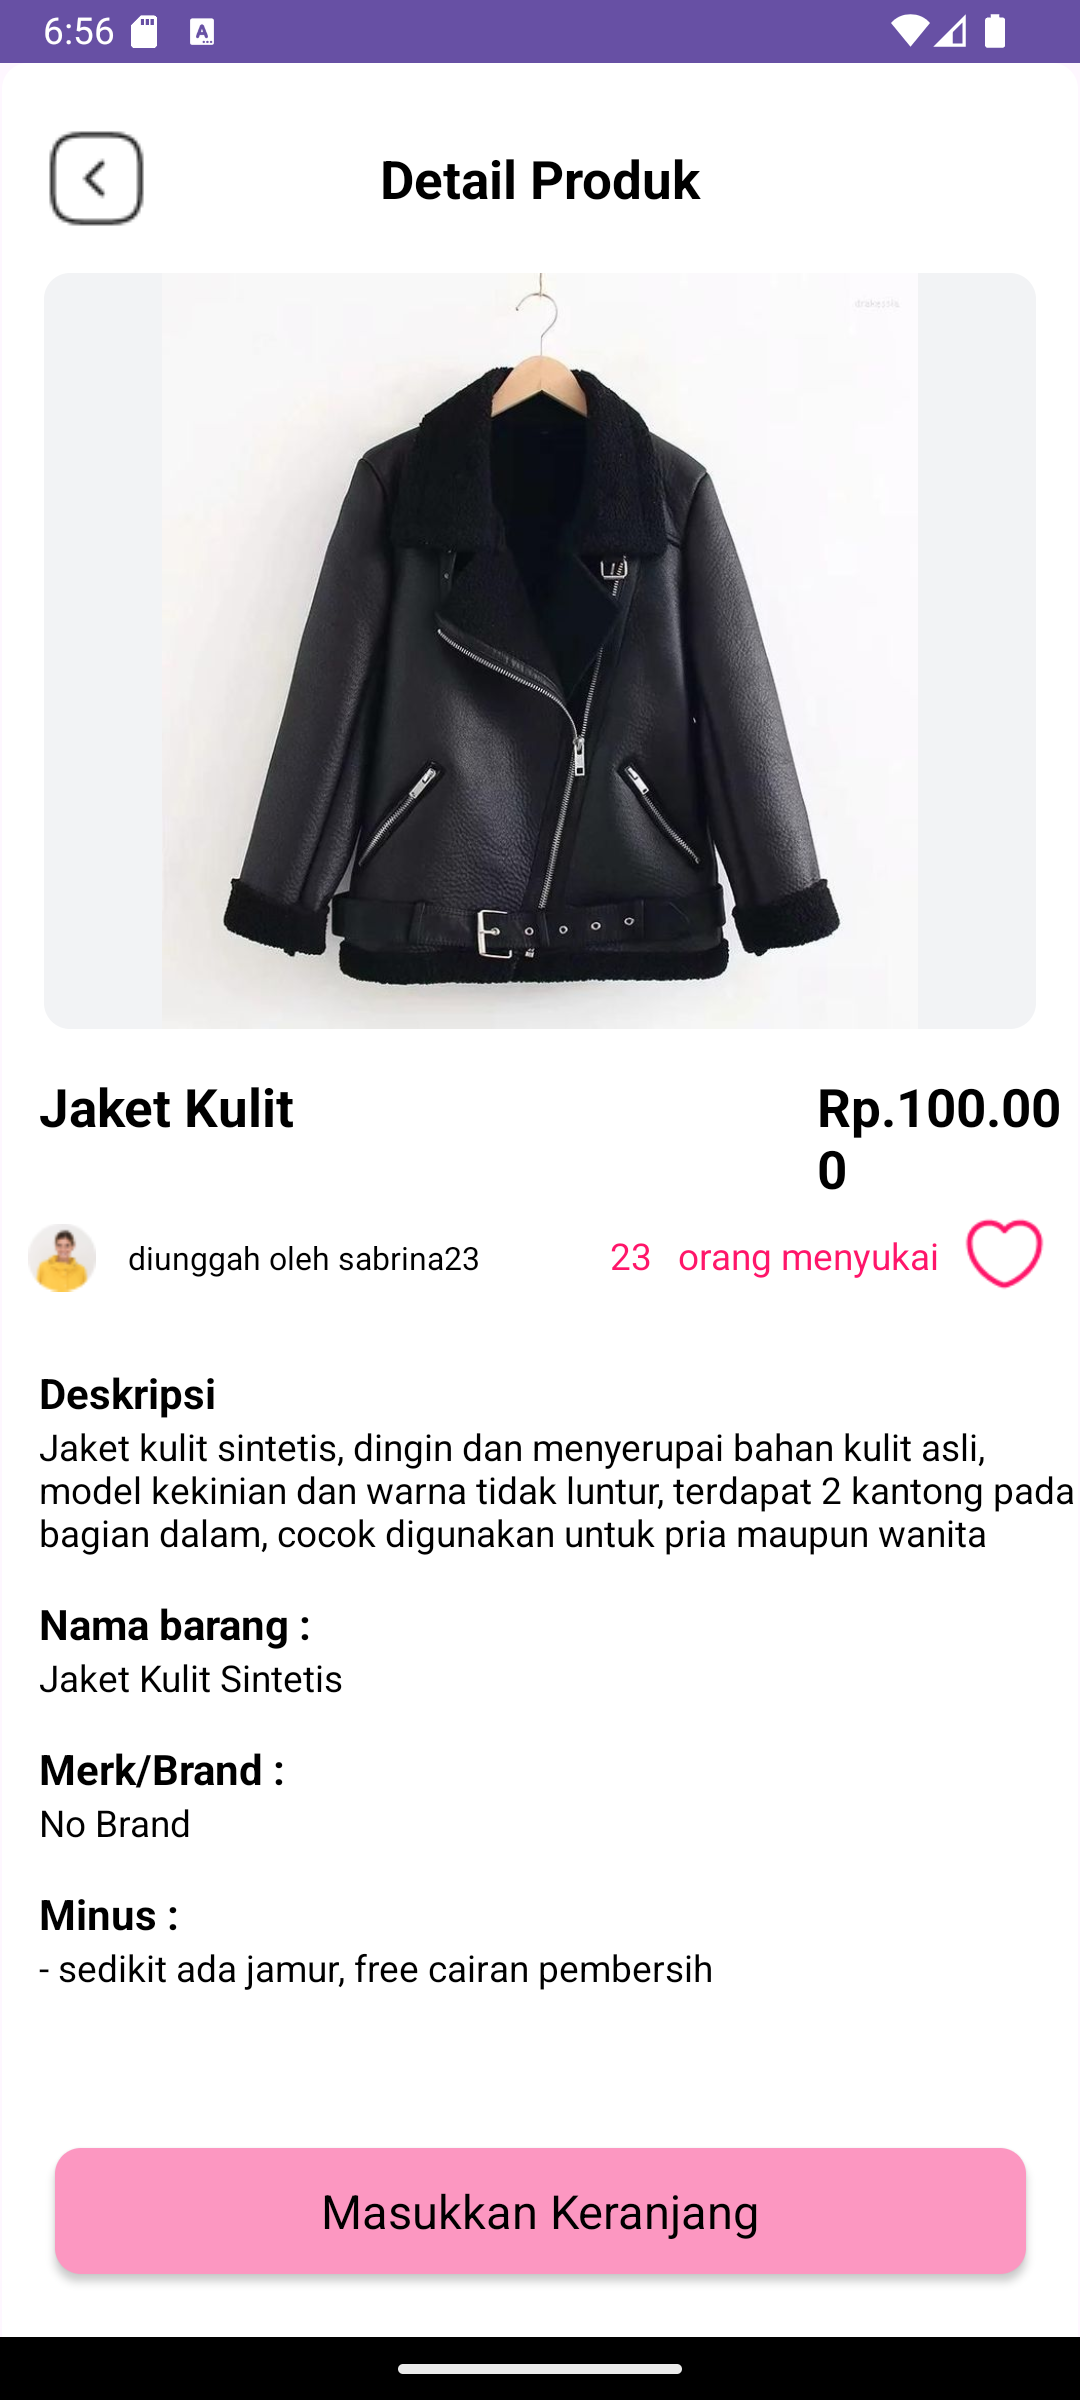 6:56
Detail Produk
Jaket Kulit
Rp.100.00
0
diunggah oleh sabrina23
23 orang menyukai
Deskripsi
Jaket kulit sintetis, dingin dan menyerupai bahan kulit asli,
model kekinian dan warna tidak luntur, terdapat 2 kantong pada
bagian dalam, cocok digunakan untuk pria maupun wanita
Nama barang :
Jaket Kulit Sintetis
Merk/Brand :
No Brand
Minus :
- sedikit ada jamur, free cairan pembersih
Masukkan Keranjang